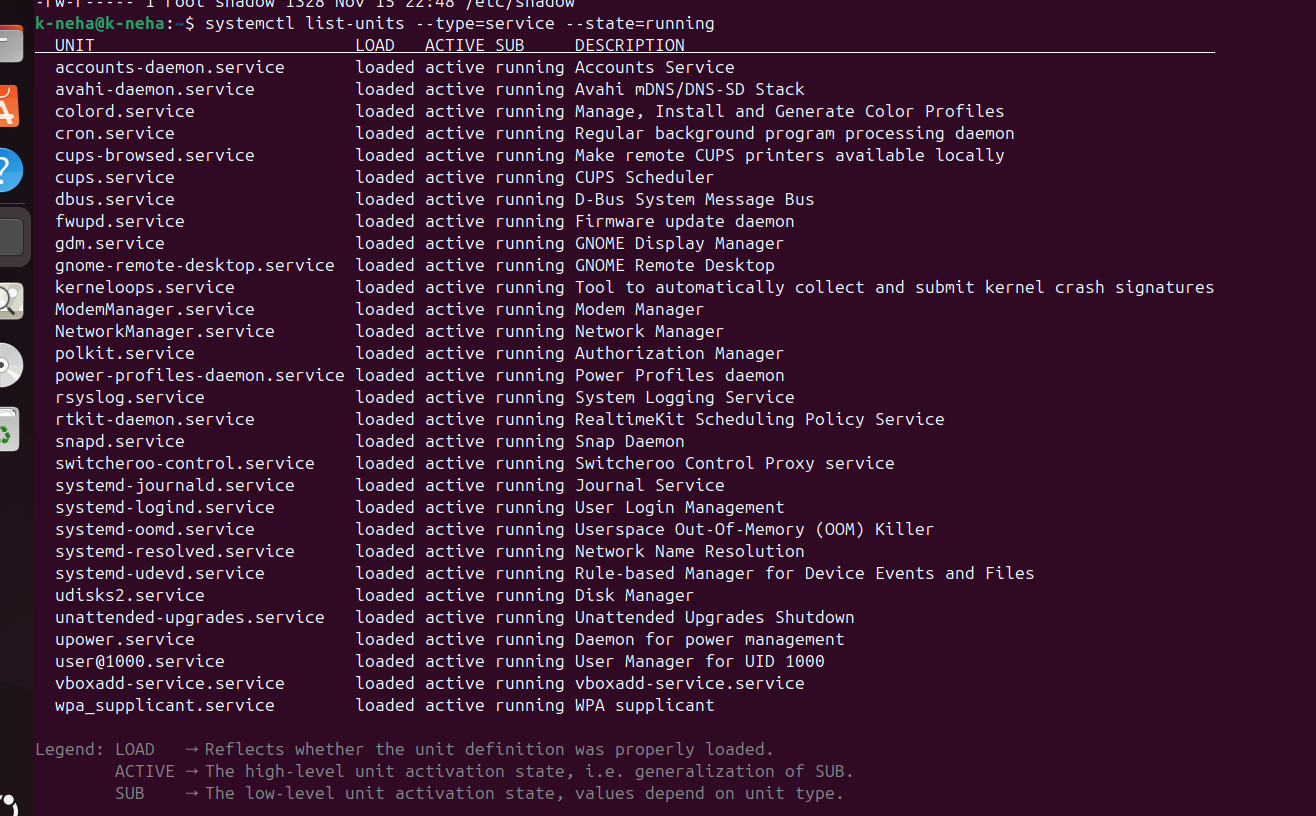 -rw-r----- 1 root shadow 1328 Nov 15 22:48 /etc/shadow
k-neha@k-neha:~$ systemctl list-units --type=service --state=running
UNIT LOAD ACTIVE SUB DESCRIPTION
accounts-daemon.service loaded active running Accounts Service
avahi-daemon.service loaded active running Avahi mDNS/DNS-SD Stack
colord.service loaded active running Manage, Install and Generate Color Profiles
cron.service loaded active running Regular background program processing daemon
cups-browsed.service loaded active running Make remote CUPS printers available locally
cups.service loaded active running CUPS Scheduler
dbus.service loaded active running D-Bus System Message Bus
fwupd.service loaded active running Firmware update daemon
gdm.service loaded active running GNOME Display Manager
gnome-remote-desktop.service loaded active running GNOME Remote Desktop
kerneloops.service loaded active running Tool to automatically collect and submit kernel crash signatures
ModemManager.service loaded active running Modem Manager
NetworkManager.service loaded active running Network Manager
polkit.service loaded active running Authorization Manager
power-profiles-daemon.service loaded active running Power Profiles daemon
rsyslog.service loaded active running System Logging Service
rtkit-daemon.service loaded active running RealtimeKit Scheduling Policy Service
snapd.service loaded active running Snap Daemon
switcheroo-control.service loaded active running Switcheroo Control Proxy service
systemd-journald.service loaded active running Journal Service
systemd-logind.service loaded active running User Login Management
systemd-oomd.service loaded active running Userspace Out-Of-Memory (OOM) Killer
systemd-resolved.service loaded active running Network Name Resolution
systemd-udevd.service loaded active running Rule-based Manager for Device Events and Files
udisks2.service loaded active running Disk Manager
unattended-upgrades.service loaded active running Unattended Upgrades Shutdown
upower.service loaded active running Daemon for power management
user@1000.service loaded active running User Manager for UID 1000
vboxadd-service.service loaded active running vboxadd-service.service
wpa_supplicant.service loaded active running WPA supplicant
Legend: LOAD → Reflects whether the unit definition was properly loaded.
ACTIVE → The high-level unit activation state, i.e. generalization of SUB.
SUB → The low-level unit activation state, values depend on unit type.